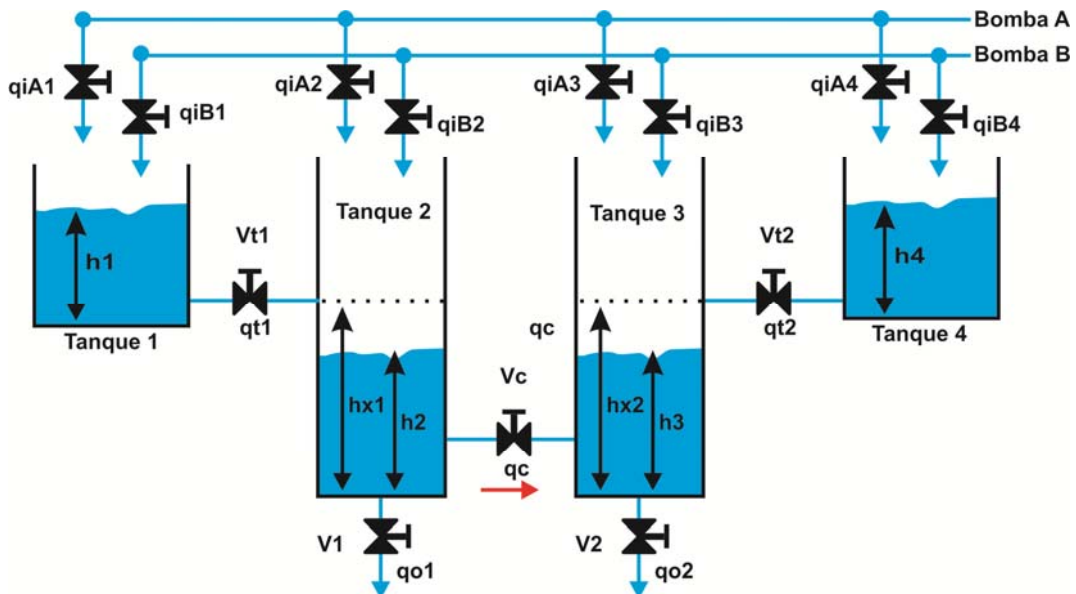 Bomba A
Bomba B
qiA1
qiB1
qiA2
qiB2
qiA3
qiB3
qiA4
qiB4
Tanque 2
Tanque 3
h1
Vt1
qt1
Tanque 1
hx1
h2
Vc
qc
qc
hx2
h3
Vt2
qt2
h4
Tanque 4
V1
qo1
V2
qo2